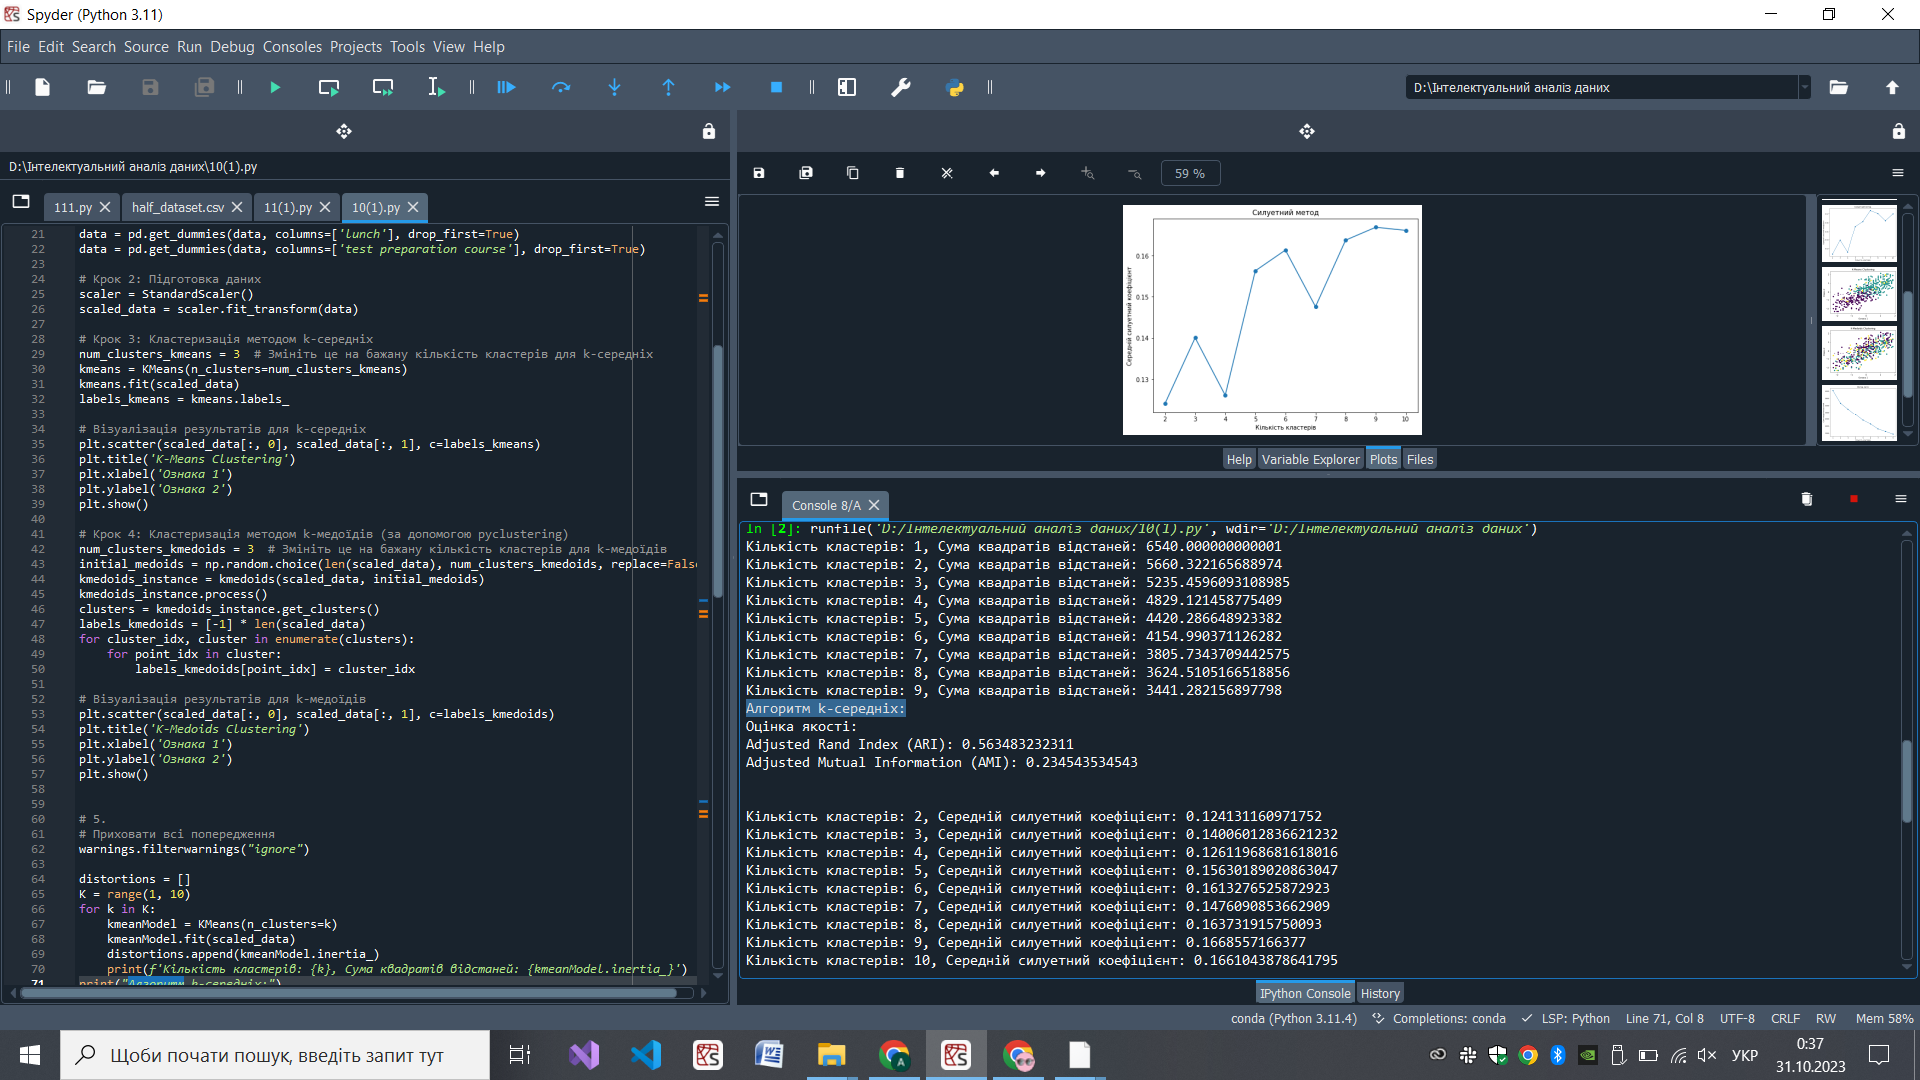 Spyder (Python 3.11)
File Edit Search Source Run Debug Consoles Projects Tools View Help
D:\Інтелектуальний аналіз даних
D:\Інтелектуальний аналіз даних\10(1).py
59 %
111.py
half_dataset.csv
11(1).py
10(1).py
21 data = pd.get_dummies(data, columns=['lunch'], drop_first=True)
22 data = pd.get_dummies(data, columns=['test preparation course'], drop_first=True)
23
24 # Крок 2: Підготовка даних
25 scaler = StandardScaler()
26 scaled_data = scaler.fit_transform(data)
27
28 # Крок 3: Кластеризація методом k-середніх
29 num_clusters_kmeans = 3 # Змініть це на бажану кількість кластерів для k-середніх
30 kmeans = KMeans(n_clusters=num_clusters_kmeans)
31 kmeans.fit(scaled_data)
32 labels_kmeans = kmeans.labels_
33
34 # Візуалізація результатів для k-середніх
35 plt.scatter(scaled_data[:, 0], scaled_data[:, 1], c=labels_kmeans)
36 plt.title('K-Means Clustering')
37 plt.xlabel('Ознака 1')
38 plt.ylabel('Ознака 2')
39 plt.show()
40
41 # Крок 4: Кластеризація методом k-медоїдів (за допомогою pyclustering)
42 num_clusters_kmedoids = 3 # Змініть це на бажану кількість кластерів для k-медоїдів
43 initial_medoids = np.random.choice(len(scaled_data), num_clusters_kmedoids, replace=False
44 kmedoids_instance = kmedoids(scaled_data, initial_medoids)
45 kmedoids_instance.process()
46 clusters = kmedoids_instance.get_clusters()
47 labels_kmedoids = [-1] * len(scaled_data)
48 for cluster_idx, cluster in enumerate(clusters):
49 for point_idx in cluster:
50 labels_kmedoids[point_idx] = cluster_idx
51
52 # Візуалізація результатів для k-медоїдів
53 plt.scatter(scaled_data[:, 0], scaled_data[:, 1], c=labels_kmedoids)
54 plt.title('K-Medoids Clustering')
55 plt.xlabel('Ознака 1')
56 plt.ylabel('Ознака 2')
57 plt.show()
58
59
60 # 5.
61 # Приховати всі попередження
62 warnings.filterwarnings("ignore")
63
64 distortions = []
65 K = range(1, 10)
66 for k in K:
67 kmeanModel = KMeans(n_clusters=k)
68 kmeanModel.fit(scaled_data)
69 distortions.append(kmeanModel.inertia_)
70 print(f'Кількість кластерів: {k}, Сума квадратів відстаней: {kmeanModel.inertia_}')
71 print("Алгоритм k-середніх:")
Силуетний метод
Середній силуетний коефіцієнт
0.16
0.15
0.14
0.13
2 3 4 5 6 7 8 9 10
Кількість кластерів
Help Variable Explorer Plots Files
Console 8/A
In [2]: runfile('D:/Інтелектуальний аналіз даних/10(1).py', wdir='D:/Інтелектуальний аналіз даних')
Кількість кластерів: 1, Сума квадратів відстаней: 6540.000000000001
Кількість кластерів: 2, Сума квадратів відстаней: 5660.322165688974
Кількість кластерів: 3, Сума квадратів відстаней: 5235.4596093108985
Кількість кластерів: 4, Сума квадратів відстаней: 4829.121458775409
Кількість кластерів: 5, Сума квадратів відстаней: 4420.286648923382
Кількість кластерів: 6, Сума квадратів відстаней: 4154.990371126282
Кількість кластерів: 7, Сума квадратів відстаней: 3805.7343709442575
Кількість кластерів: 8, Сума квадратів відстаней: 3624.5105166518856
Кількість кластерів: 9, Сума квадратів відстаней: 3441.282156897798
Алгоритм k-середніх:
Оцінка якості:
Adjusted Rand Index (ARI): 0.563483232311
Adjusted Mutual Information (AMI): 0.234543534543
Кількість кластерів: 2, Середній силуетний коефіцієнт: 0.124131160971752
Кількість кластерів: 3, Середній силуетний коефіцієнт: 0.14006012836621232
Кількість кластерів: 4, Середній силуетний коефіцієнт: 0.12611968681618016
Кількість кластерів: 5, Середній силуетний коефіцієнт: 0.15630189020863047
Кількість кластерів: 6, Середній силуетний коефіцієнт: 0.1613276525872923
Кількість кластерів: 7, Середній силуетний коефіцієнт: 0.1476090853662909
Кількість кластерів: 8, Середній силуетний коефіцієнт: 0.163731915750093
Кількість кластерів: 9, Середній силуетний коефіцієнт: 0.1668557166377
Кількість кластерів: 10, Середній силуетний коефіцієнт: 0.1661043878641795
IPython Console History
conda (Python 3.11.4) Completions: conda LSP: Python Line 71, Col 8 UTF-8 CRLF RW Mem 58%
Щоби почати пошук, введіть запит тут
УКР
0:37
31.10.2023